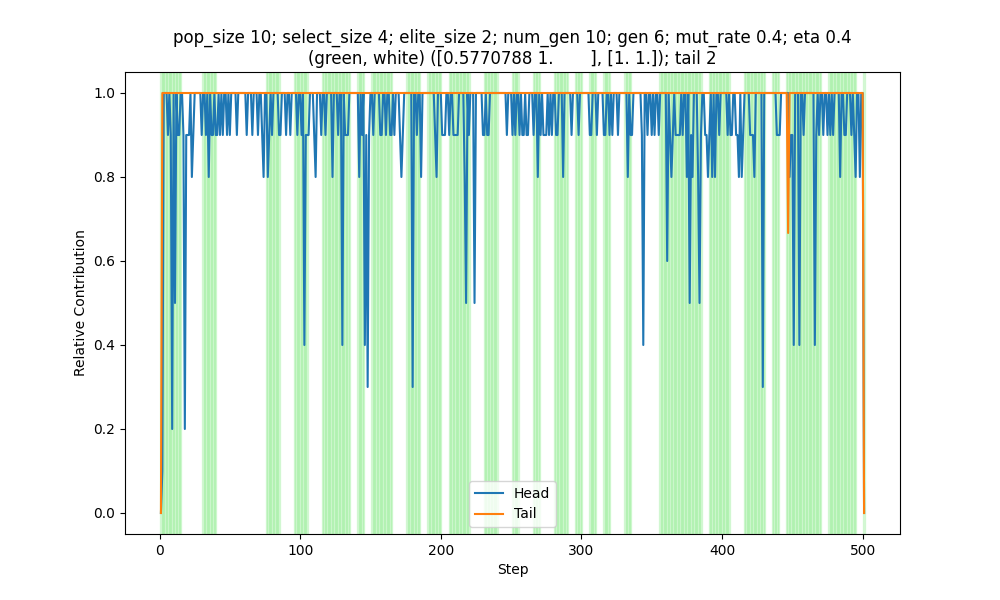 pop_size 10; select_size 4; elite_size 2; num_gen 10; gen 6; mut_rate 0.4; eta 0.4
(green, white) ([0.5770788 1.        ], [1. 1.]); tail 2
1.0
0.8
0.6
0.4
0.2
0.0
Relative Contribution
Head
Tail
0
100
200
300
400
500
Step